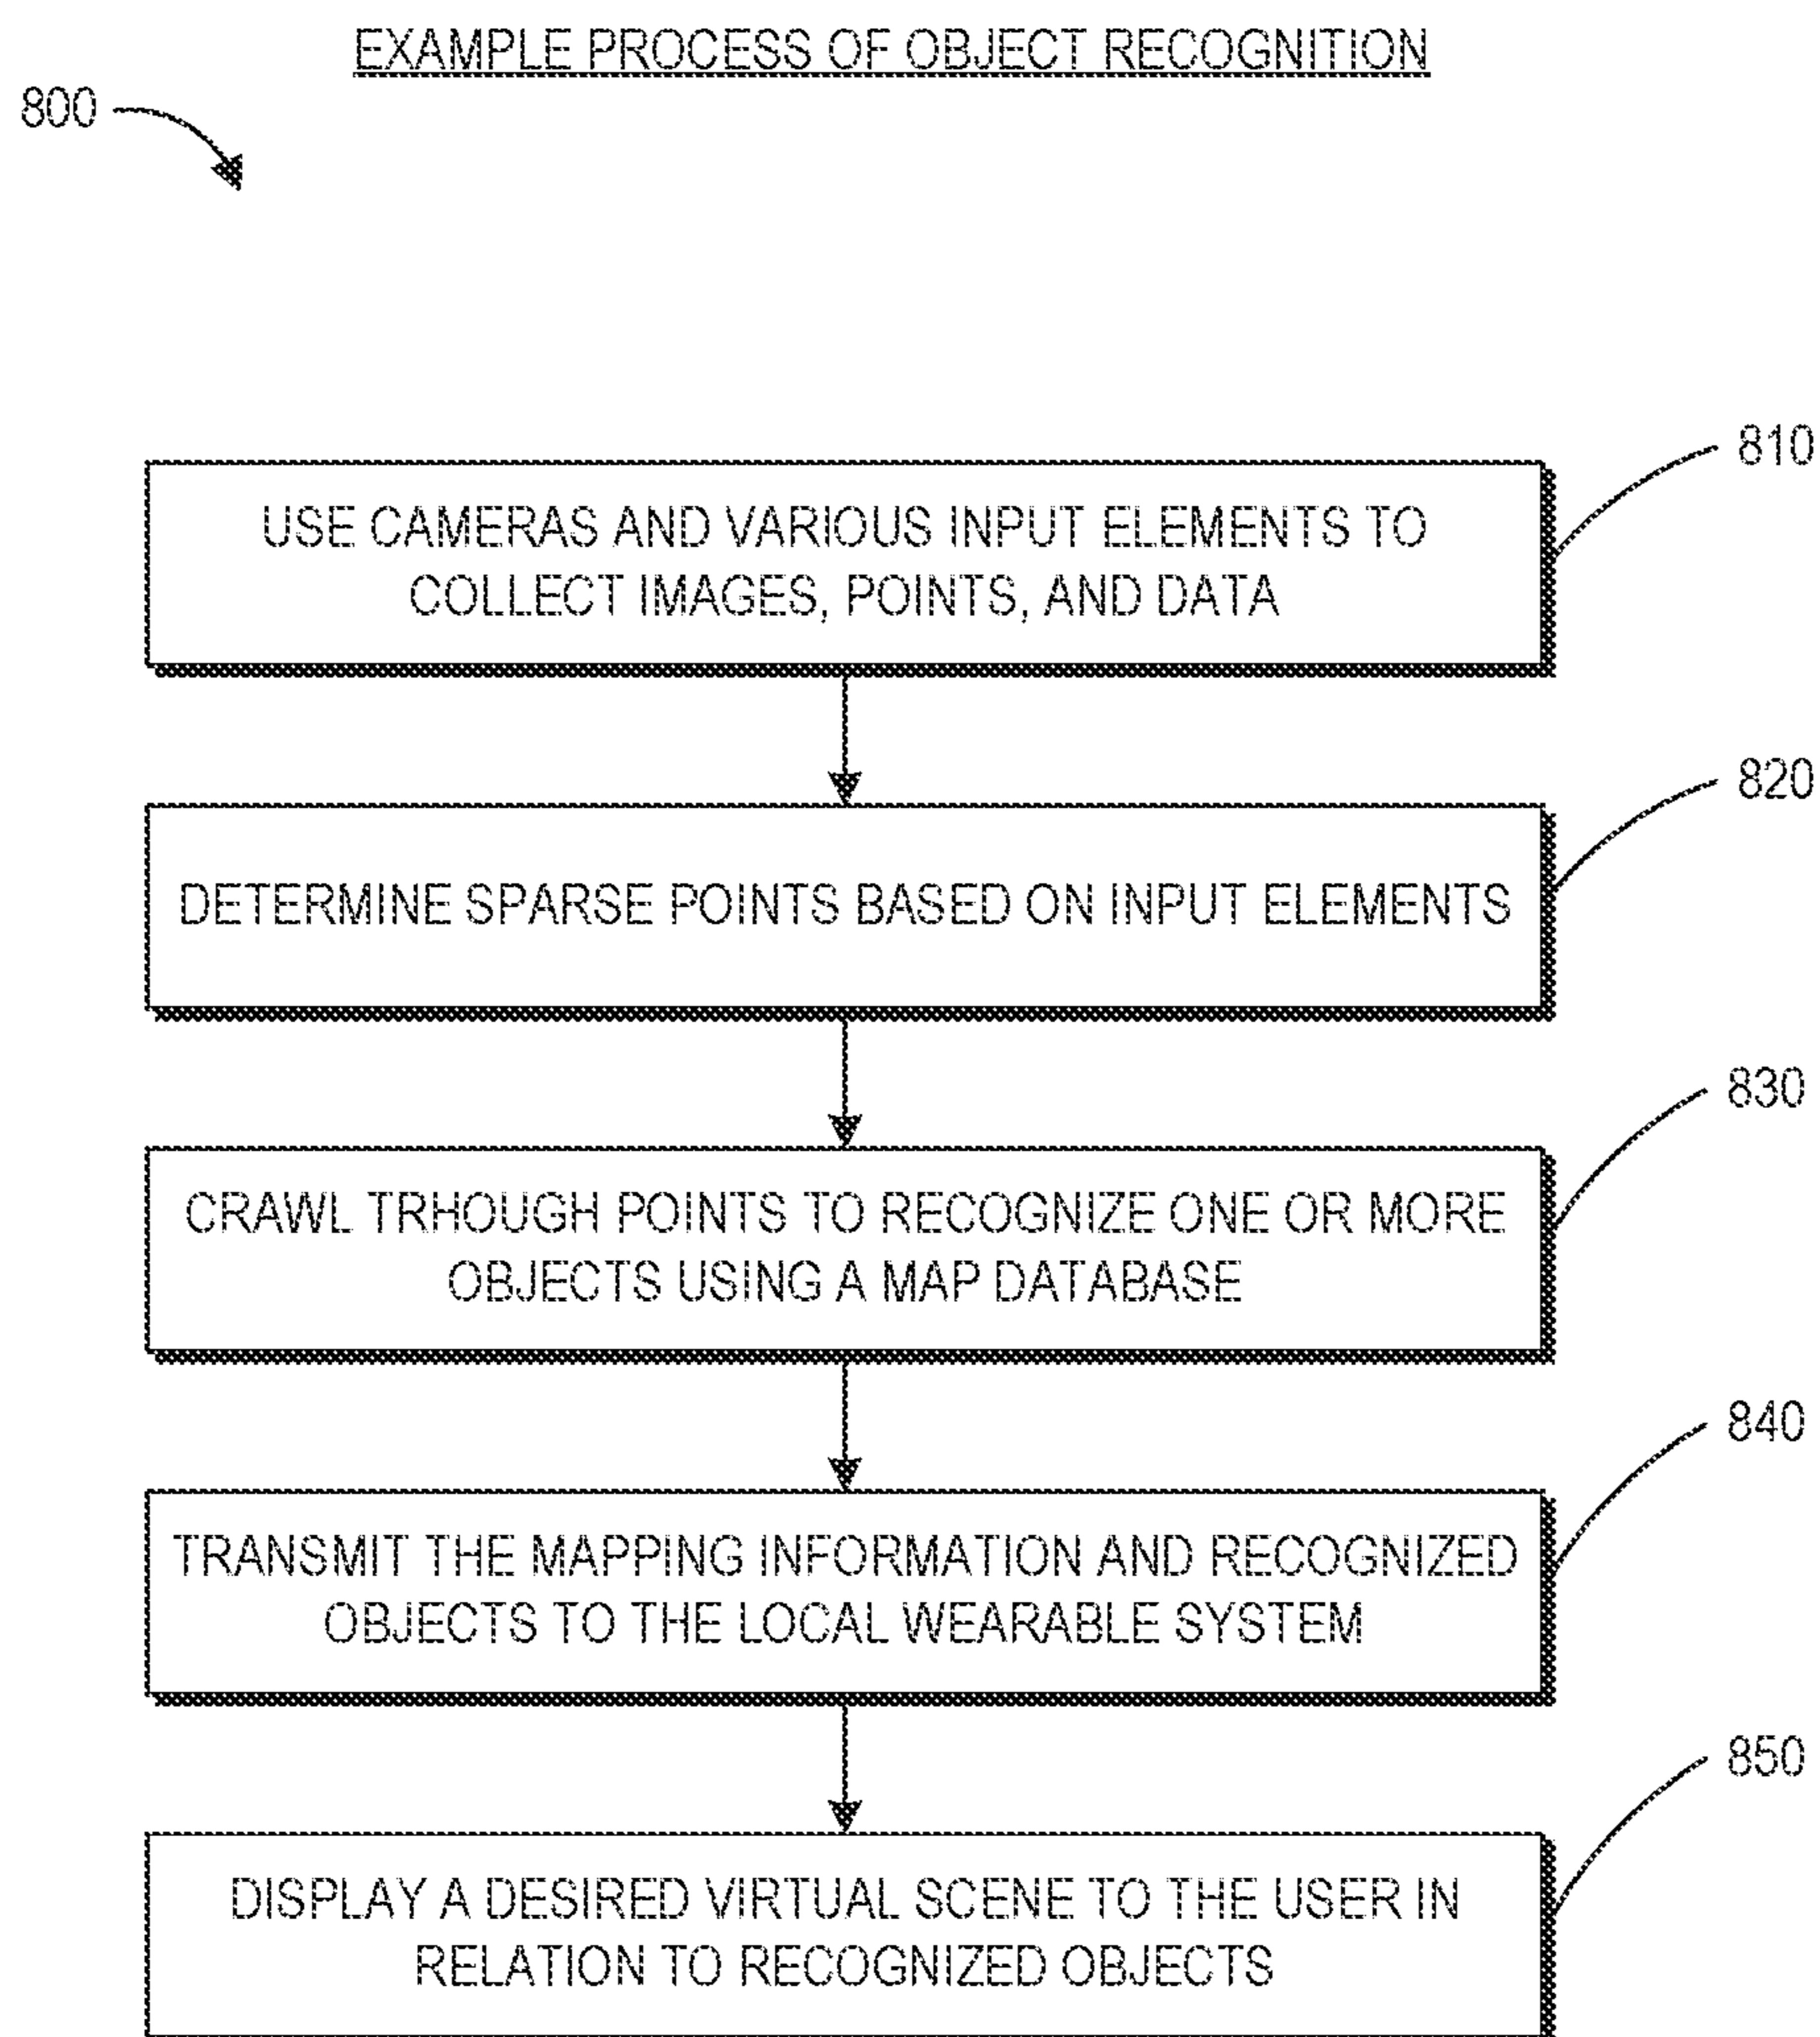 EXAMPLE PROCESS OF OBJECT RECOGNITION
800
810
USE CAMERAS AND VARIOUS INPUT ELEMENTS TO
COLLECT IMAGES, POINTS, AND DATA
820
DETERMINE SPARSE POINTS BASED ON INPUT ELEMENTS
830
CRAWL TRHOUGH POINTS TO RECOGNIZE ONE OR MORE
OBJECTS USING A MAP DATABASE
840
TRANSMIT THE MAPPING INFORMATION AND RECOGNIZED
OBJECTS TO THE LOCAL WEARABLE SYSTEM
850
DISPLAY A DESIRED VIRTUAL SCENE TO THE USER IN
RELATION TO RECOGNIZED OBJECTS